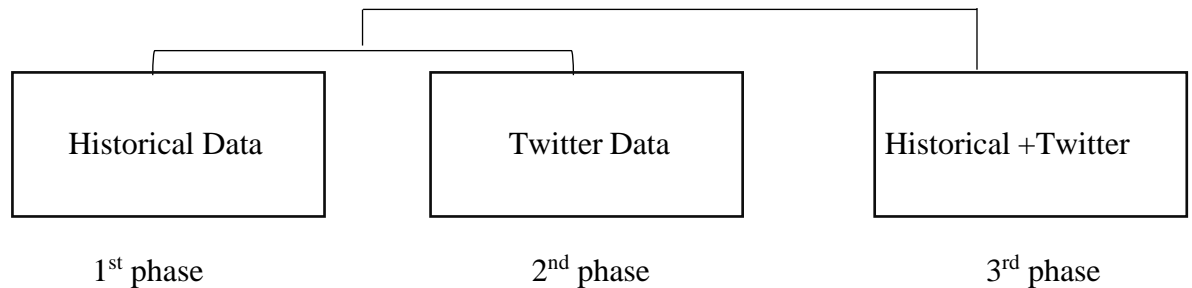 Historical Data
Twitter Data
Historical +Twitter
1st phase
2nd phase
3rd phase